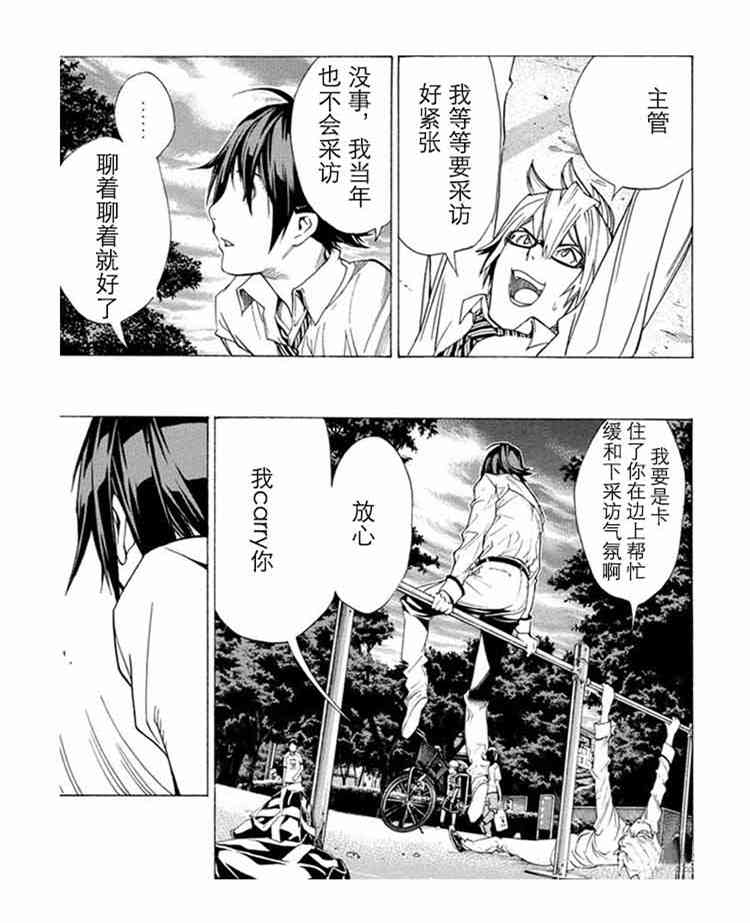 主管
我等等要采访
好紧张
没事，我当年
也不会采访
……
聊着聊着就好了
我要是卡
住了你在边上帮忙
缓和下采访气氛啊
放心
我carry你